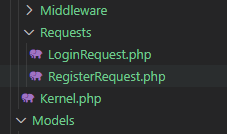 Middleware
Requests
LoginRequest.php
RegisterRequest.php
Kernel.php
Models